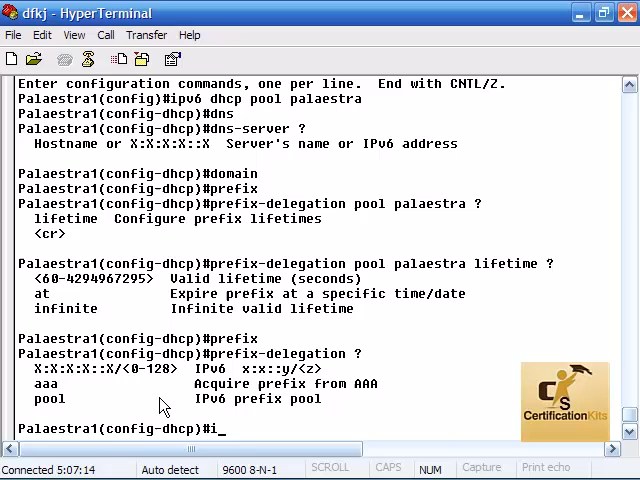 dfkj - HyperTerminal
File Edit View Call Transfer Help
Enter configuration commands, one per line.  End with CNTL/Z.
Palaestra1(config)#ipv6 dhcp pool palaestra
Palaestra1(config-dhcp)#dns
Palaestra1(config-dhcp)#dns-server ?
  Hostname or X:X:X:X::X  Server's name or IPv6 address
Palaestra1(config-dhcp)#domain
Palaestra1(config-dhcp)#prefix
Palaestra1(config-dhcp)#prefix-delegation pool palaestra ?
  lifetime  Configure prefix lifetimes
  <cr>
Palaestra1(config-dhcp)#prefix-delegation pool palaestra lifetime ?
  <60-4294967295>  Valid lifetime (seconds)
  at               Expire prefix at a specific time/date
  infinite         Infinite valid lifetime
Palaestra1(config-dhcp)#prefix
Palaestra1(config-dhcp)#prefix-delegation ?
  X:X:X:X::X/<0-128>  IPv6  x:x::y/<z>
  aaa                 Acquire prefix from AAA
  pool                IPv6 prefix pool
Palaestra1(config-dhcp)#i_
CS
CertificationKits
Connected 5:07:14 Auto detect 9600 8-N-1 SCROLL CAPS NUM Capture Print echo